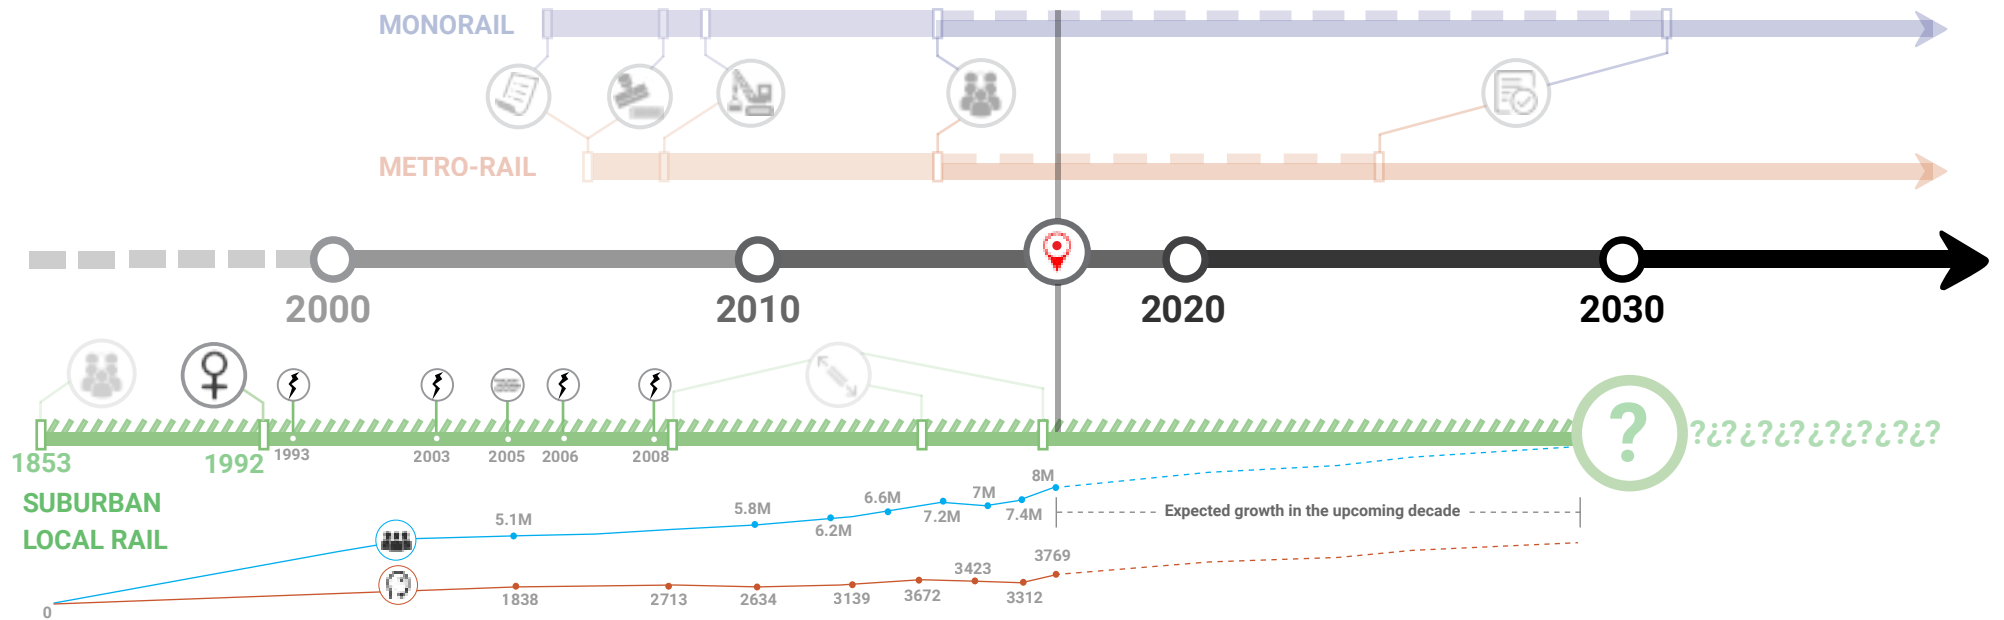 MONORAIL
METRO-RAIL
2000 2010 2020 2030
?
?¿?¿?¿?¿?¿?¿?¿?
1853 1992 1993 2003 2005 2006 2008
SUBURBAN
LOCAL RAIL
5.1M 5.8M 6.2M 6.6M 7.2M 7M 7.4M 8M
Expected growth in the upcoming decade
0 1838 2713 2634 3139 3672 3423 3312 3769